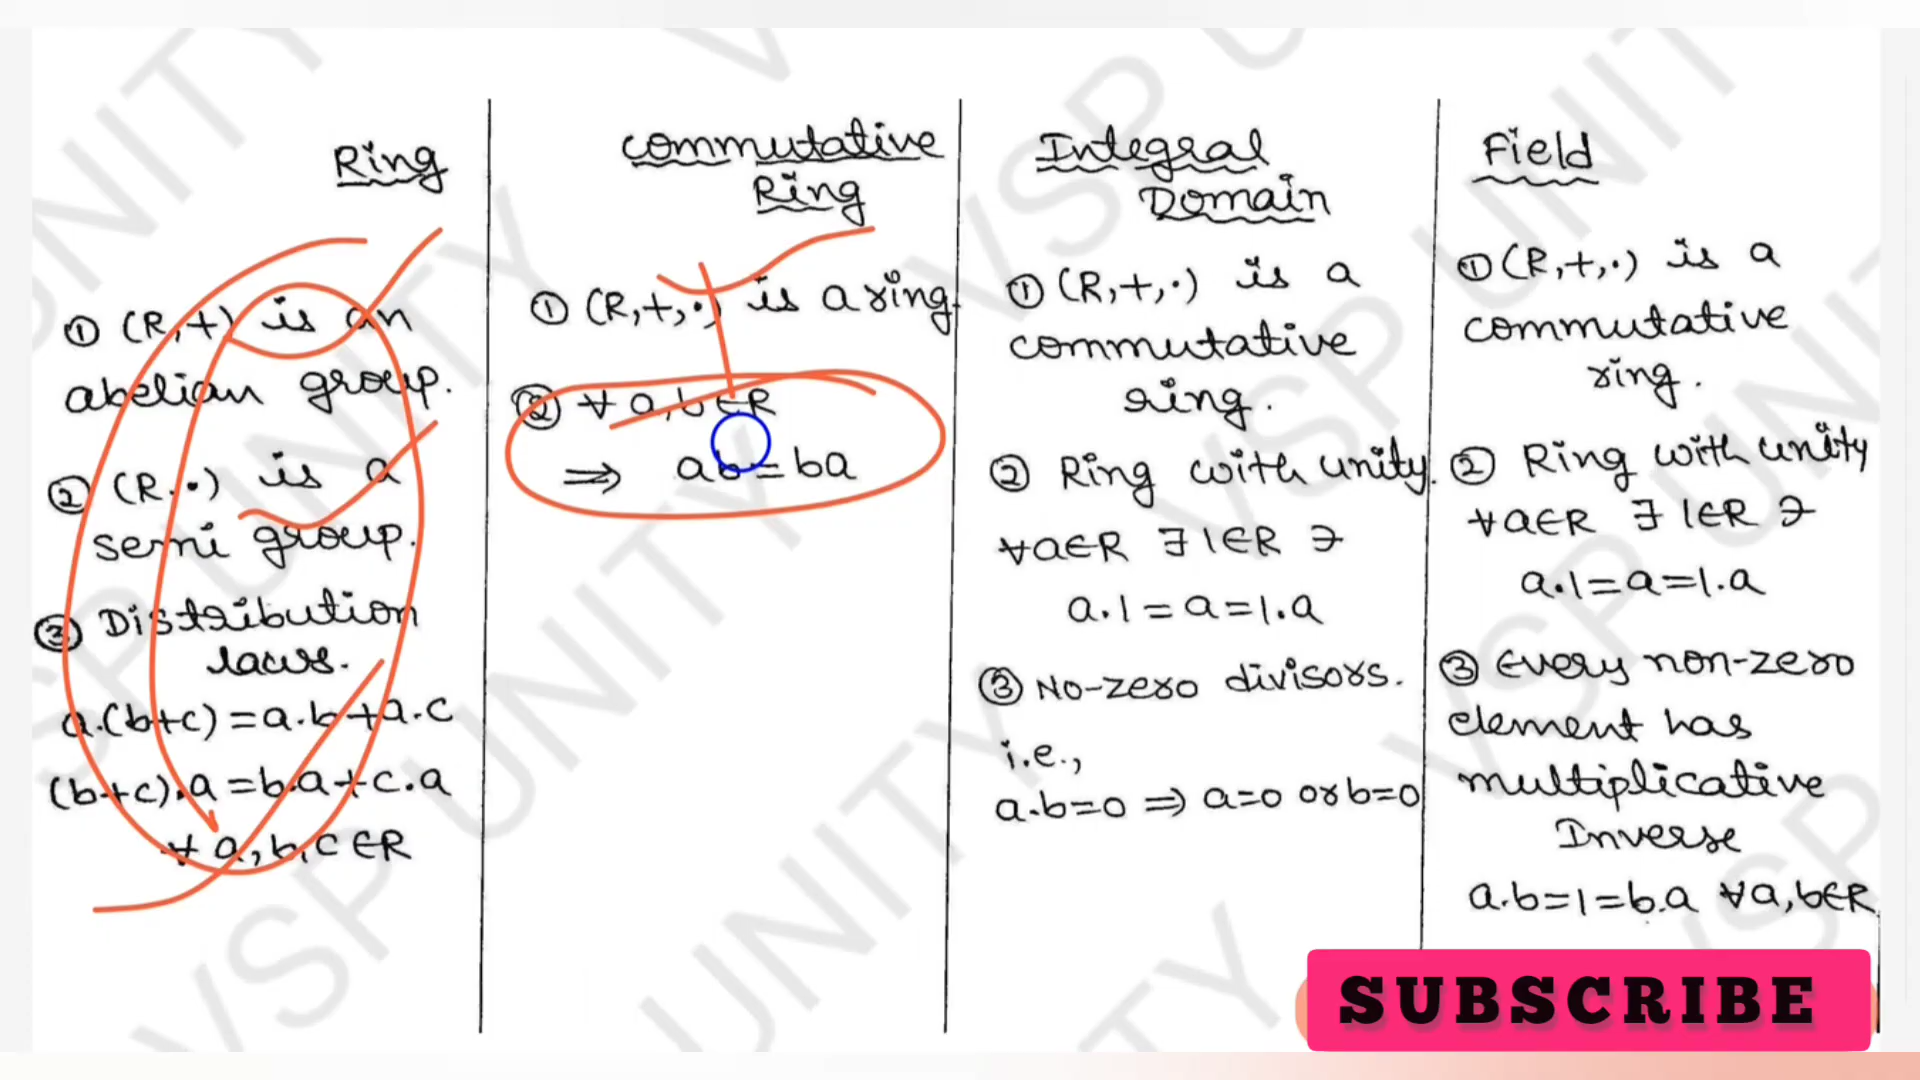 Ring
① (R,+) is an
abelian group.
② (R,·) is a
semi group.
③ Distribution
laws.
a.(b+c)=a.b+a.c
(b+c).a=b.a+c.a
∀ a,b,c∈R
commutative
Ring
① (R,+,·) is a ring.
② ∀ a,b∈R
⇒ ab=ba
Integral
Domain
① (R,+,·) is a
commutative
ring.
② Ring with unity.
∀a∈R ∃ 1∈R ∋
a.1=a=1.a
③ No-zero divisors.
i.e.,
a.b=0 ⇒ a=0 or b=0
Field
① (R,+,·) is a
commutative
ring.
② Ring with unity
∀a∈R ∃ 1∈R ∋
a.1=a=1.a
③ Every non-zero
element has
multiplicative
Inverse
a.b=1=b.a ∀a,b∈R
SUBSCRIBE
VSP UNITY